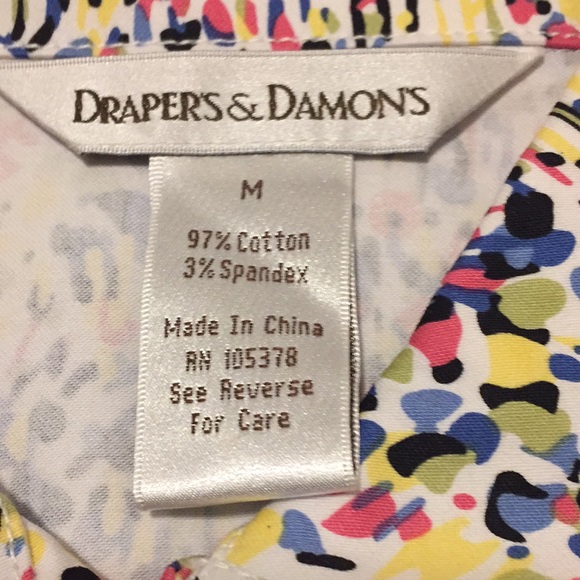 DRAPER'S & DAMON'S
M
97% Cotton
3% Spandex
Made In China
RN 105378
See Reverse
For Care